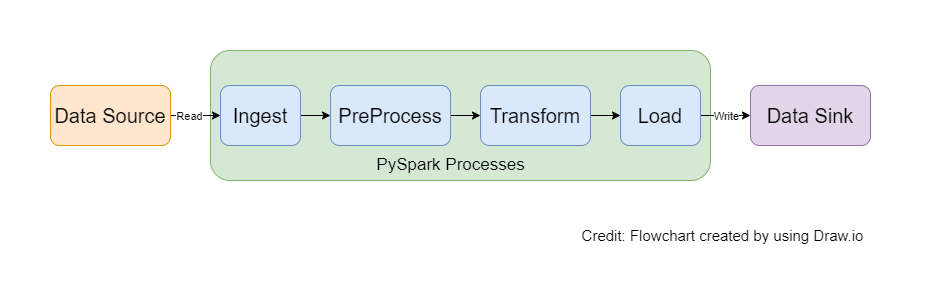 Data Source
Read
Ingest
PreProcess
Transform
Load
Write
Data Sink
PySpark Processes
Credit: Flowchart created by using Draw.io